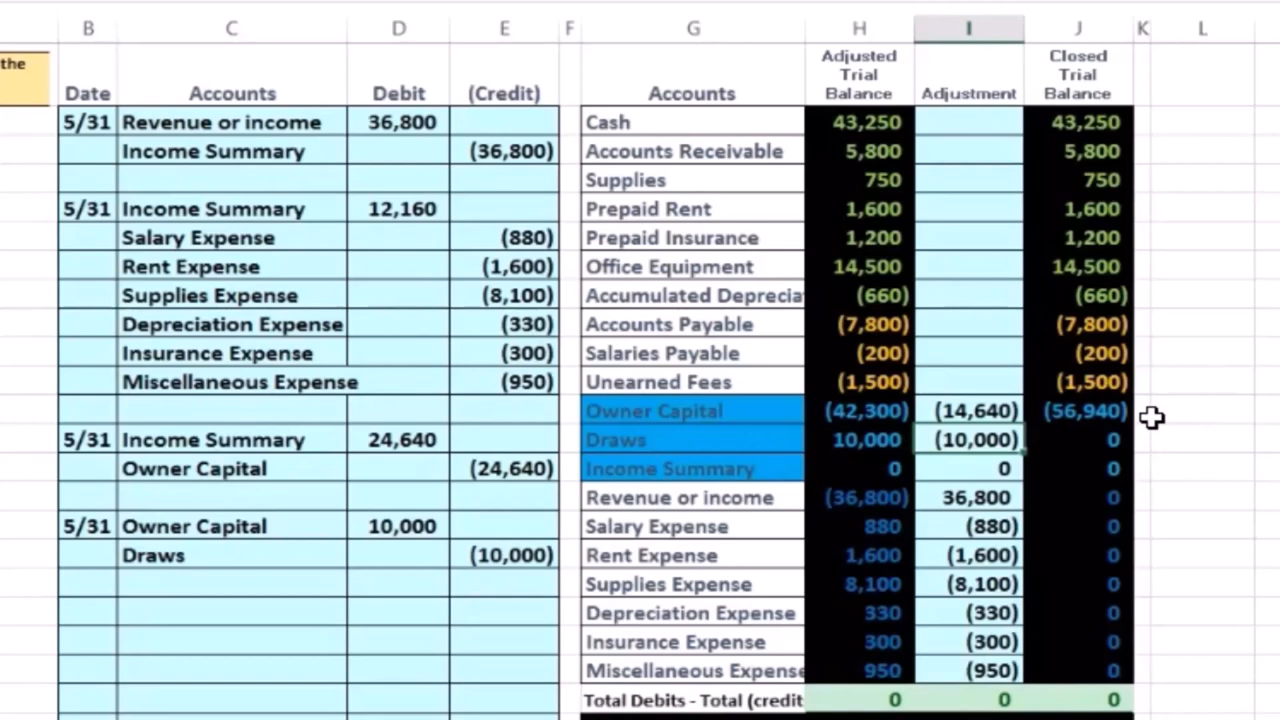 B C D E F G H I J K L
the
Date Accounts Debit (Credit) Accounts Adjusted Trial Balance Adjustment Closed Trial Balance
5/31 Revenue or income 36,800 Cash 43,250 43,250
Income Summary (36,800) Accounts Receivable 5,800 5,800
Supplies 750 750
5/31 Income Summary 12,160 Prepaid Rent 1,600 1,600
Salary Expense (880) Prepaid Insurance 1,200 1,200
Rent Expense (1,600) Office Equipment 14,500 14,500
Supplies Expense (8,100) Accumulated Deprecia (660) (660)
Depreciation Expense (330) Accounts Payable (7,800) (7,800)
Insurance Expense (300) Salaries Payable (200) (200)
Miscellaneous Expense (950) Unearned Fees (1,500) (1,500)
Owner Capital (42,300) (14,640) (56,940)
5/31 Income Summary 24,640 Draws 10,000 (10,000) 0
Owner Capital (24,640) Income Summary 0 0 0
Revenue or income (36,800) 36,800 0
5/31 Owner Capital 10,000 Salary Expense 880 (880) 0
Draws (10,000) Rent Expense 1,600 (1,600) 0
Supplies Expense 8,100 (8,100) 0
Depreciation Expense 330 (330) 0
Insurance Expense 300 (300) 0
Miscellaneous Expense 950 (950) 0
Total Debits - Total (credit 0 0 0